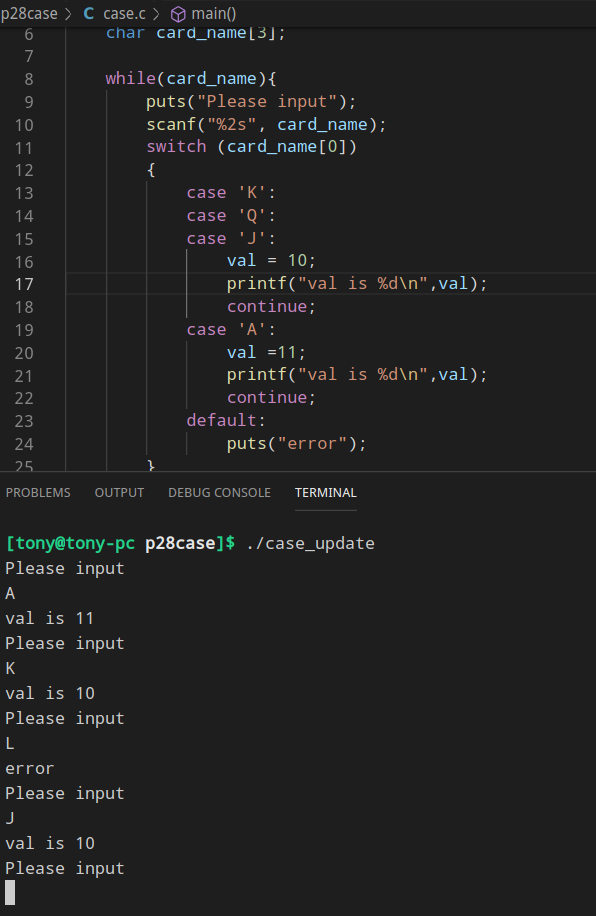 p28case > C case.c > main()
6 char card_name[3];
7
8 while(card_name){
9 puts("Please input");
10 scanf("%2s", card_name);
11 switch (card_name[0])
12 {
13 case 'K':
14 case 'Q':
15 case 'J':
16 val = 10;
17 printf("val is %d\n",val);
18 continue;
19 case 'A':
20 val =11;
21 printf("val is %d\n",val);
22 continue;
23 default:
24 puts("error");
25 }
PROBLEMS OUTPUT DEBUG CONSOLE TERMINAL
[tony@tony-pc p28case]$ ./case_update
Please input
A
val is 11
Please input
K
val is 10
Please input
L
error
Please input
J
val is 10
Please input